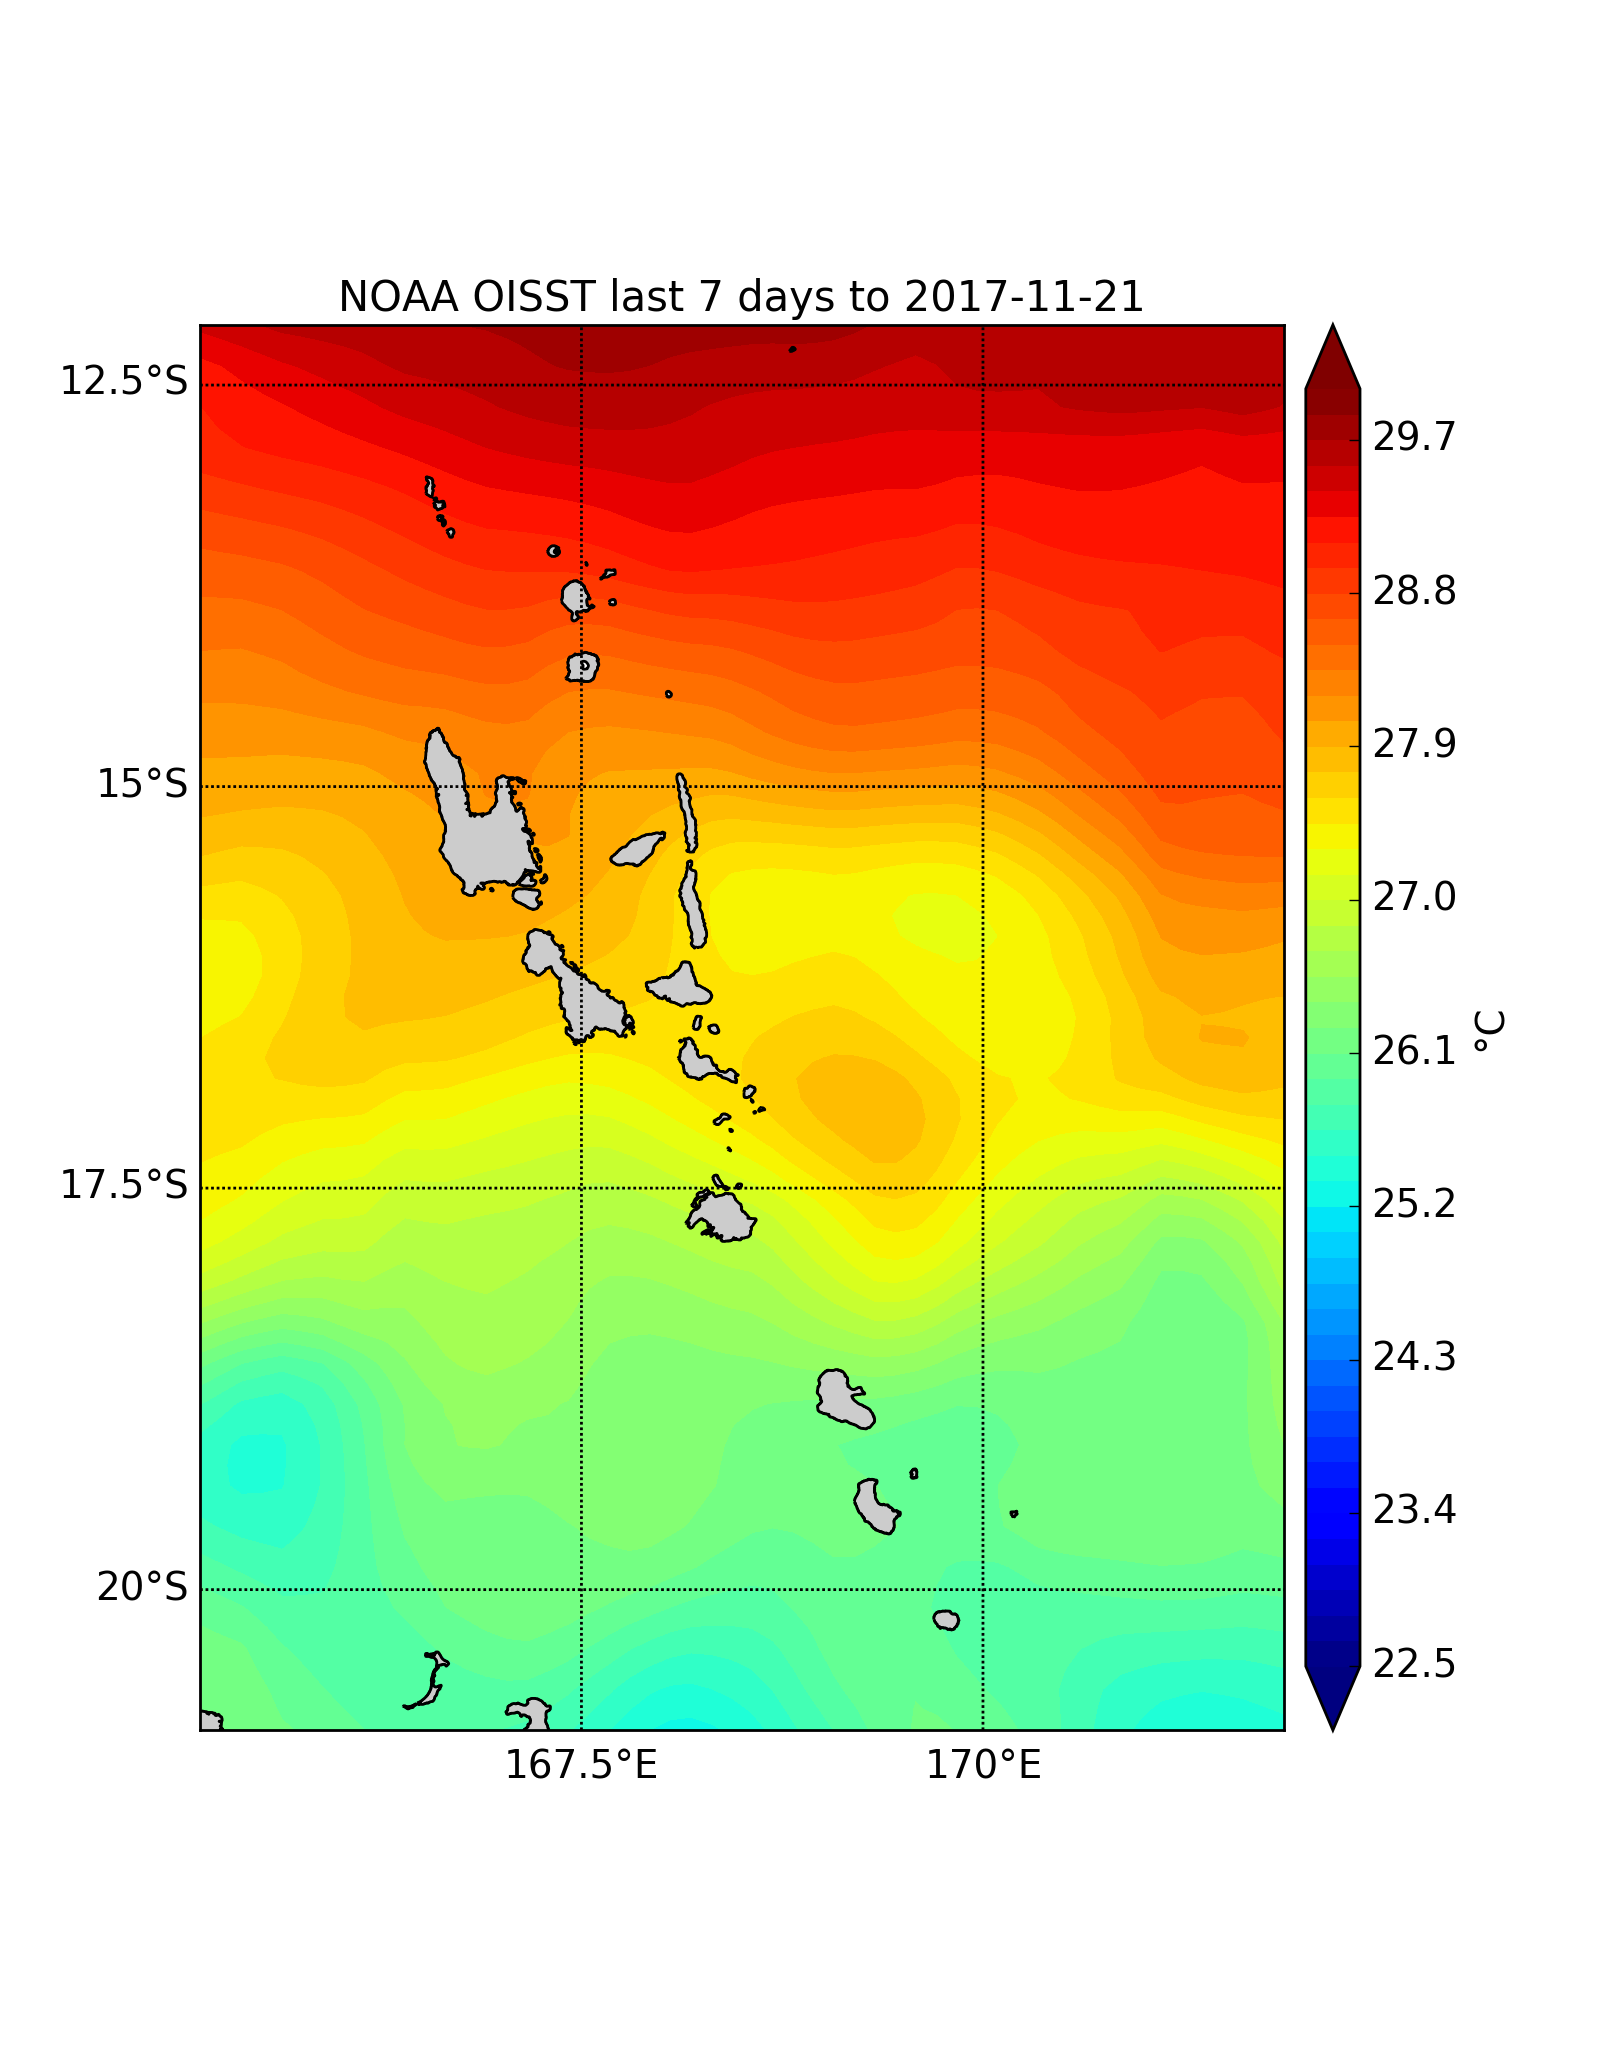 NOAA OISST last 7 days to 2017-11-21
12.5°S
15°S
17.5°S
20°S
167.5°E
170°E
29.7
28.8
27.9
27.0
26.1
25.2
24.3
23.4
22.5
°C